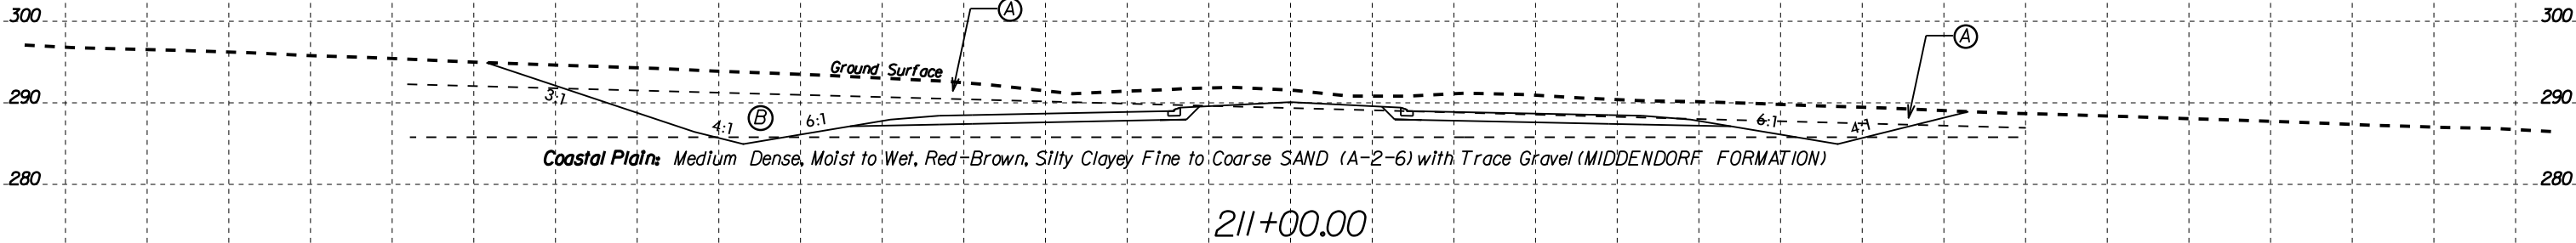 300
A
300
A
Ground Surface
290
3:1
290
B
4:1
6:1
6:1
4:1
Coastal Plain: Medium Dense, Moist to Wet, Red-Brown, Silty Clayey Fine to Coarse SAND (A-2-6) with Trace Gravel (MIDDENDORF FORMATION)
280
280
211+00.00